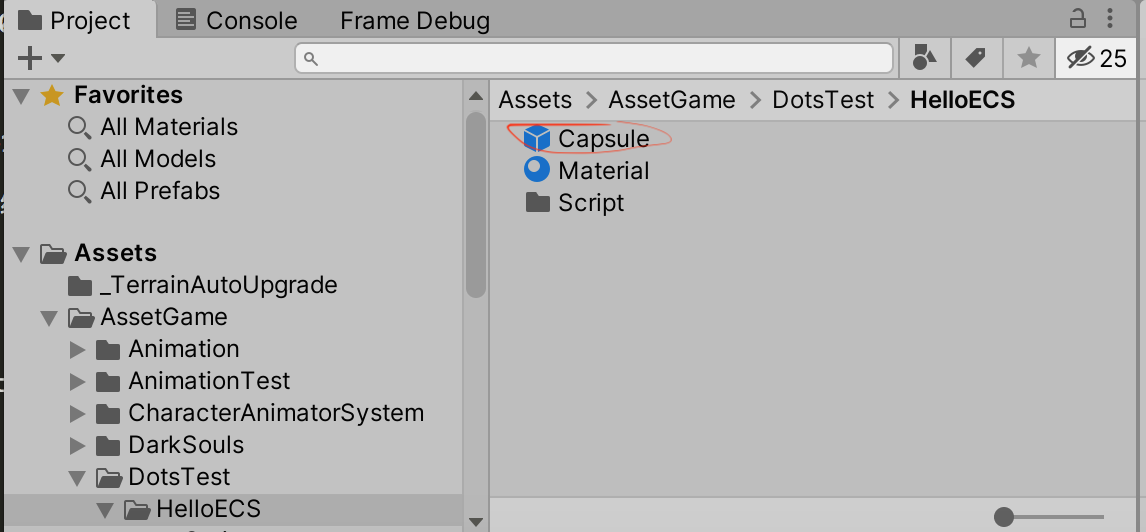 Project Console Frame Debug
25
Favorites
All Materials
All Models
All Prefabs
Assets
_TerrainAutoUpgrade
AssetGame
Animation
AnimationTest
CharacterAnimatorSystem
DarkSouls
DotsTest
HelloECS
Assets > AssetGame > DotsTest > HelloECS
Capsule
Material
Script